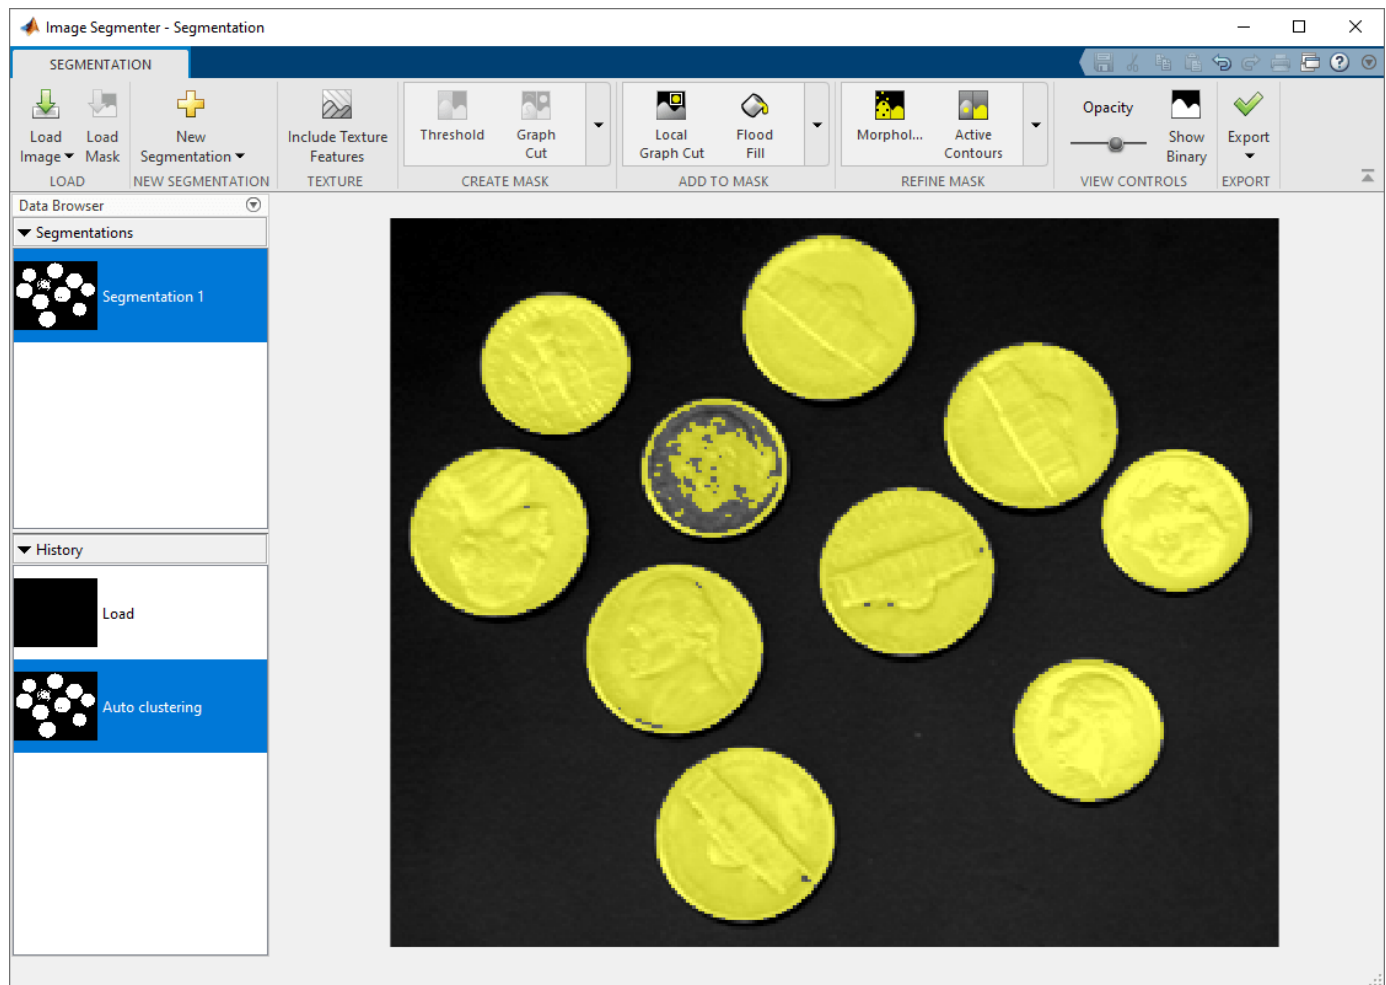 Image Segmenter - Segmentation
SEGMENTATION
Load
Image
Load
Mask
New
Segmentation
Include Texture
Features
Threshold
Graph
Cut
Local
Graph Cut
Flood
Fill
Morphol...
Active
Contours
Opacity
Show
Binary
Export
LOAD
NEW SEGMENTATION
TEXTURE
CREATE MASK
ADD TO MASK
REFINE MASK
VIEW CONTROLS
EXPORT
Data Browser
Segmentations
Segmentation 1
History
Load
Auto clustering